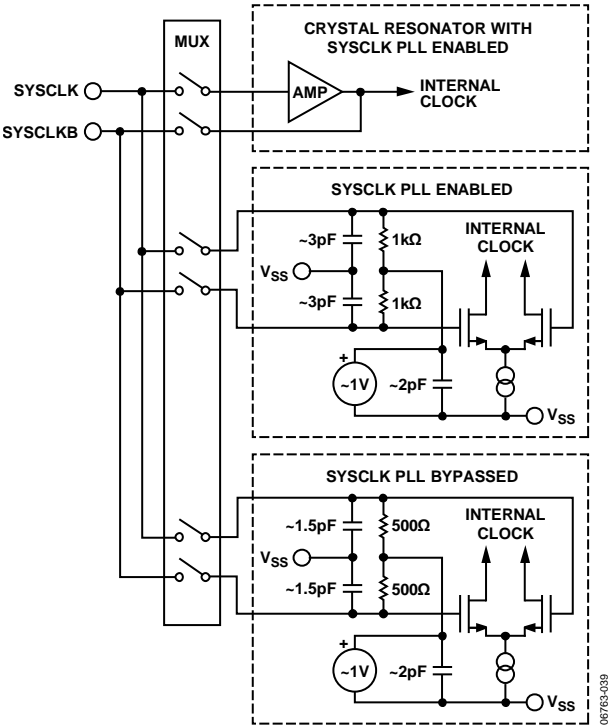 CRYSTAL RESONATOR WITH
SYSCLK PLL ENABLED
MUX
SYSCLK
SYSCLKB
AMP
INTERNAL
CLOCK
SYSCLK PLL ENABLED
INTERNAL
CLOCK
~3pF
1kΩ
VSS
~3pF
1kΩ
+
~1V
~2pF
VSS
SYSCLK PLL BYPASSED
INTERNAL
CLOCK
~1.5pF
500Ω
VSS
~1.5pF
500Ω
+
~1V
~2pF
VSS
06763-039